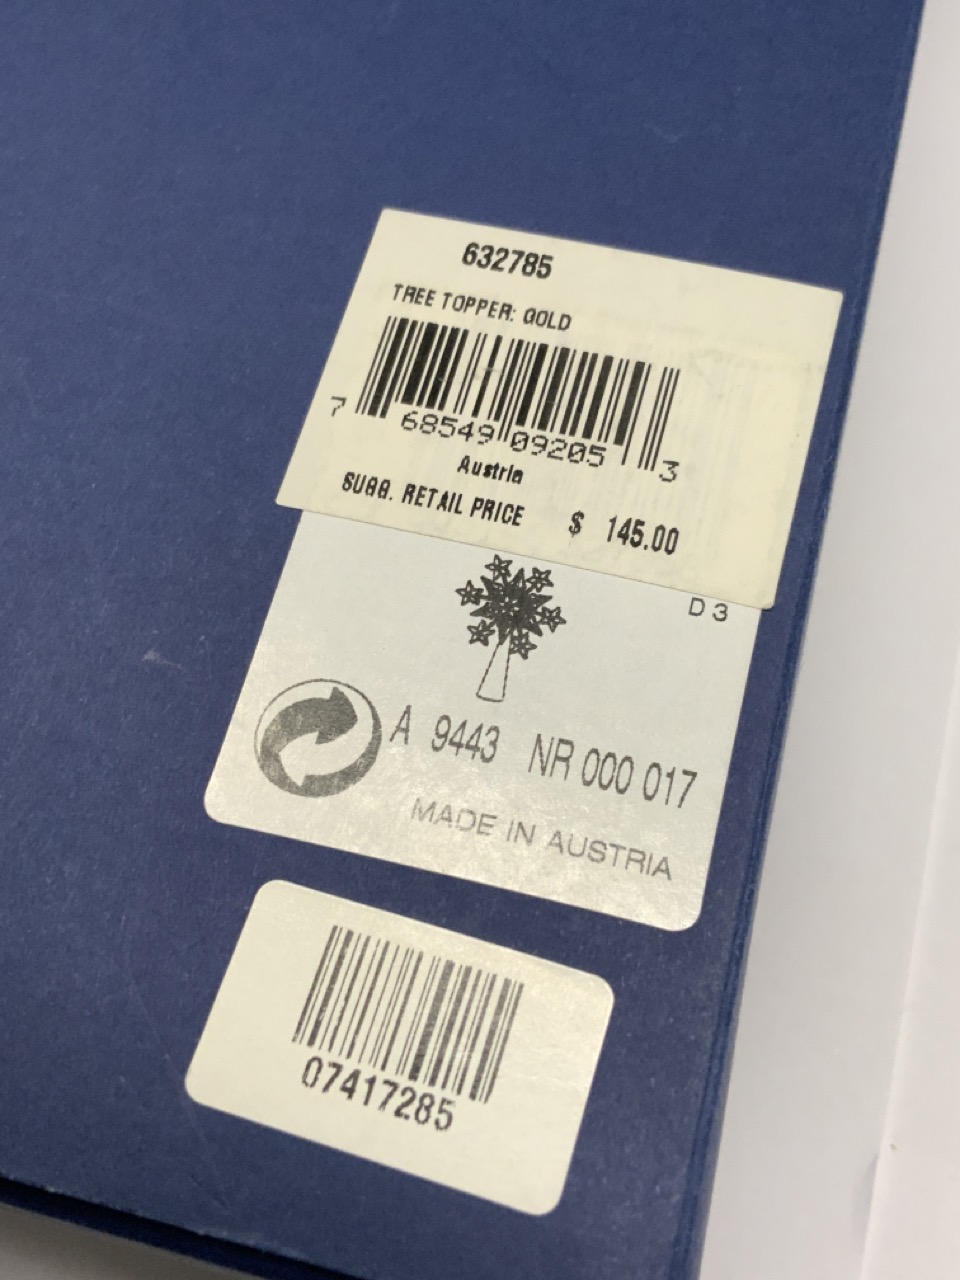 632785
TREE TOPPER: GOLD
7 68549 09205 3
Austria
SUGG. RETAIL PRICE $ 145.00
D 3
A 9443 NR 000 017
MADE IN AUSTRIA
07417285